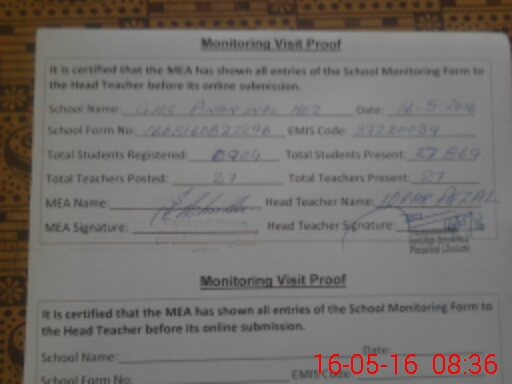 Monitoring Visit Proof
It is certified that the MEA has shown all entries of the School Monitoring Form to
the Head Teacher before its online submission.
School Name: Date: 16-5-2016
School Form No: EMIS Code: 37230039
Total Students Registered: 0904 Total Students Present: 869
Total Teachers Posted: 27 Total Teachers Present: 27
MEA Name: Head Teacher Name:
MEA Signature: Head Teacher Signature:
Monitoring Visit Proof
It is certified that the MEA has shown all entries of the School Monitoring Form to
the Head Teacher before its online submission.
School Name: Date:
School Form No: EMIS Code:
16-05-16 08:36